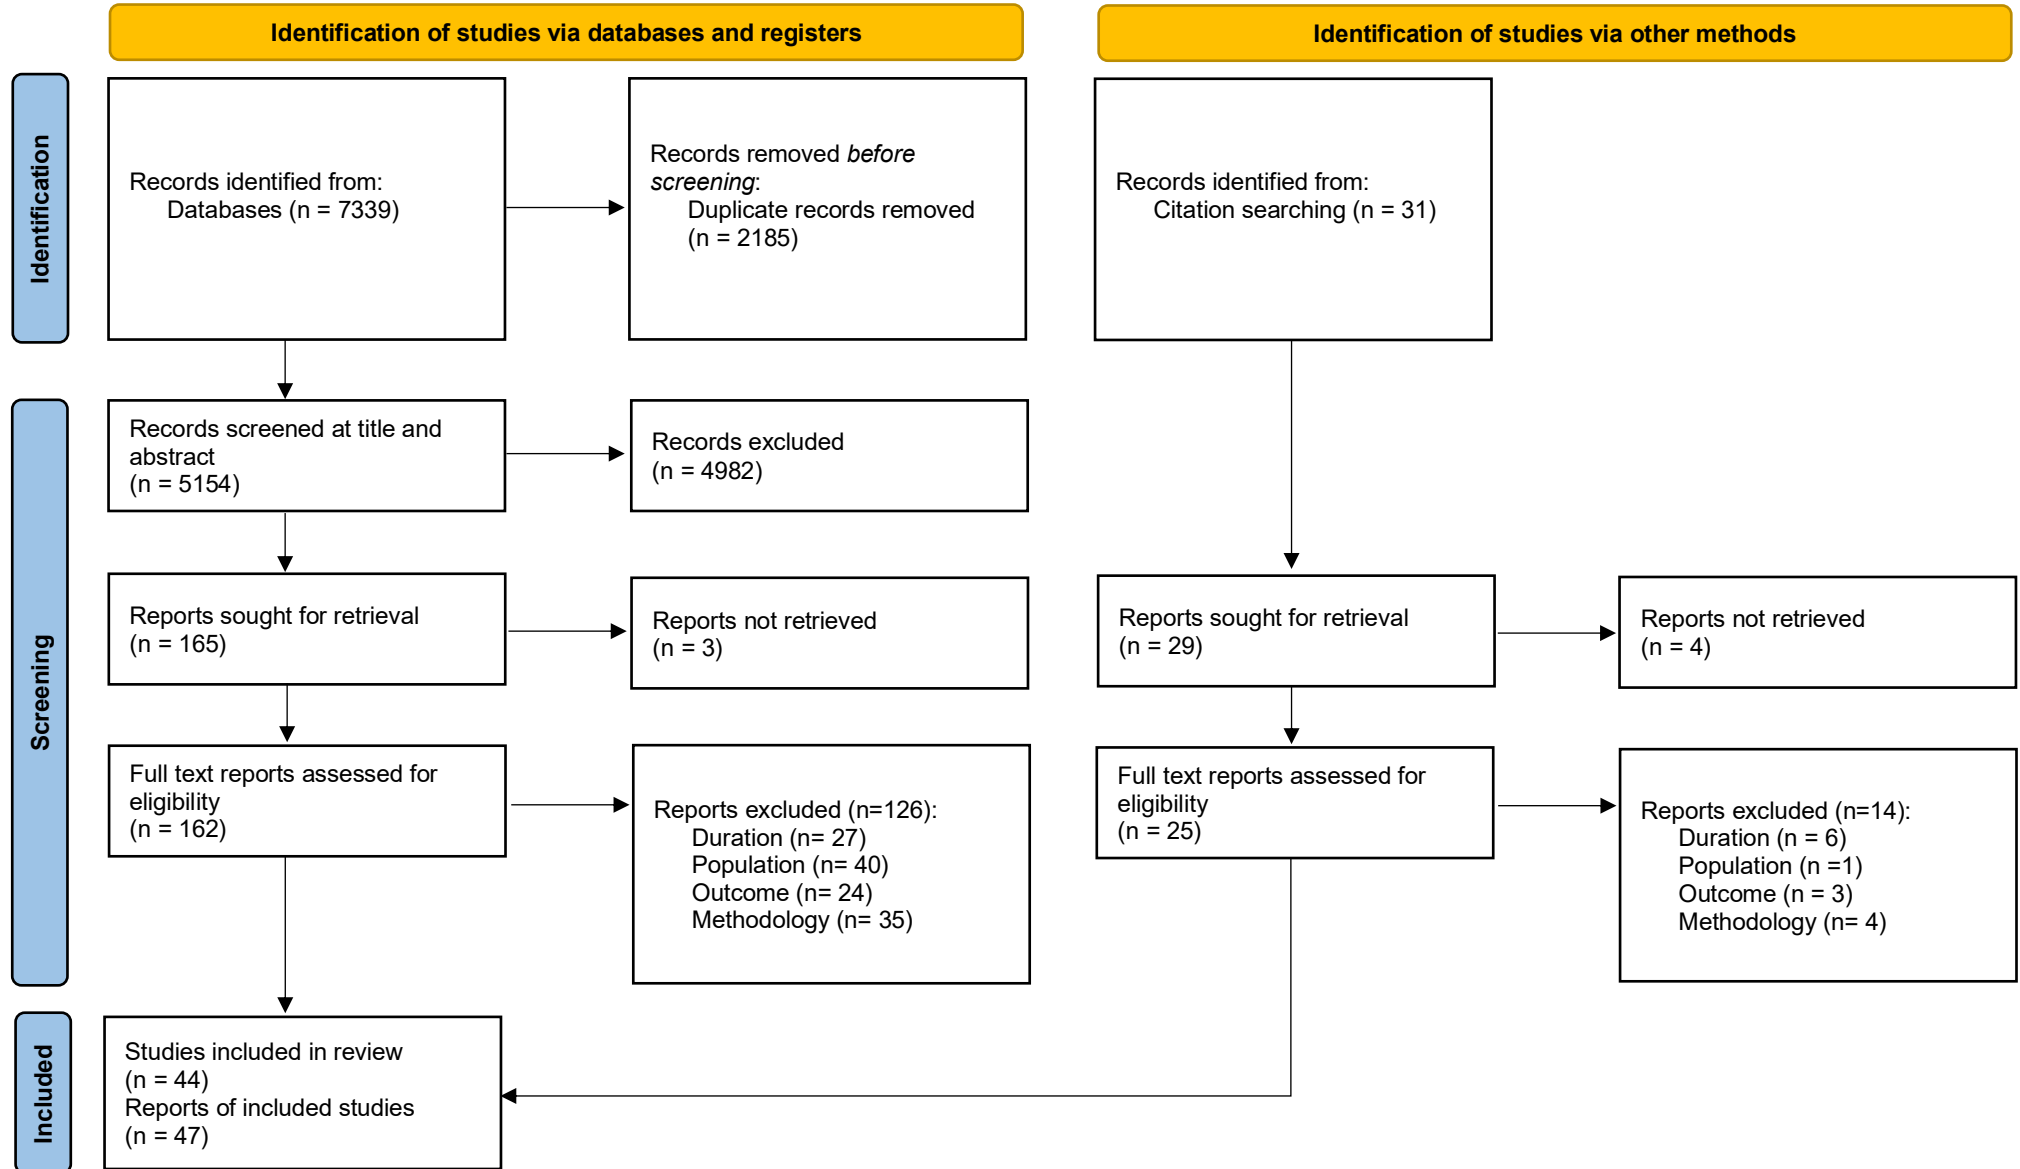 Identification of studies via databases and registers
Identification of studies via other methods
Identification
Records identified from:
Databases (n = 7339)
Records removed before
screening:
Duplicate records removed
(n = 2185)
Records identified from:
Citation searching (n = 31)
Screening
Records screened at title and
abstract
(n = 5154)
Records excluded
(n = 4982)
Reports sought for retrieval
(n = 165)
Reports not retrieved
(n = 3)
Reports sought for retrieval
(n = 29)
Reports not retrieved
(n = 4)
Full text reports assessed for
eligibility
(n = 162)
Reports excluded (n=126):
Duration (n= 27)
Population (n= 40)
Outcome (n= 24)
Methodology (n= 35)
Full text reports assessed for
eligibility
(n = 25)
Reports excluded (n=14):
Duration (n = 6)
Population (n =1)
Outcome (n = 3)
Methodology (n= 4)
Included
Studies included in review
(n = 44)
Reports of included studies
(n = 47)